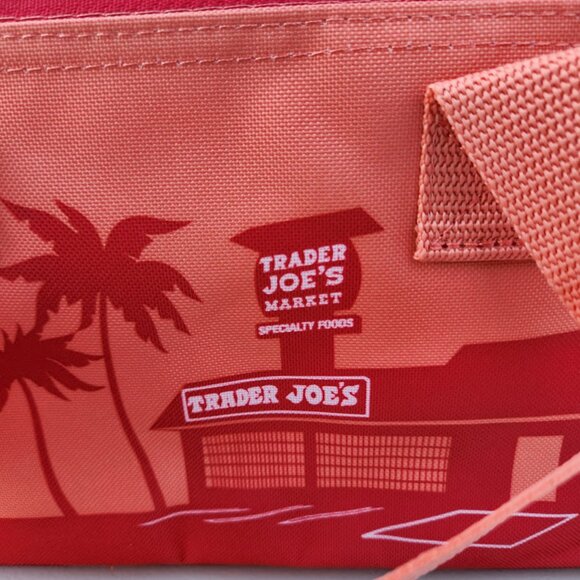 TRADER
JOE'S
MARKET
SPECIALTY FOODS
TRADER JOE'S